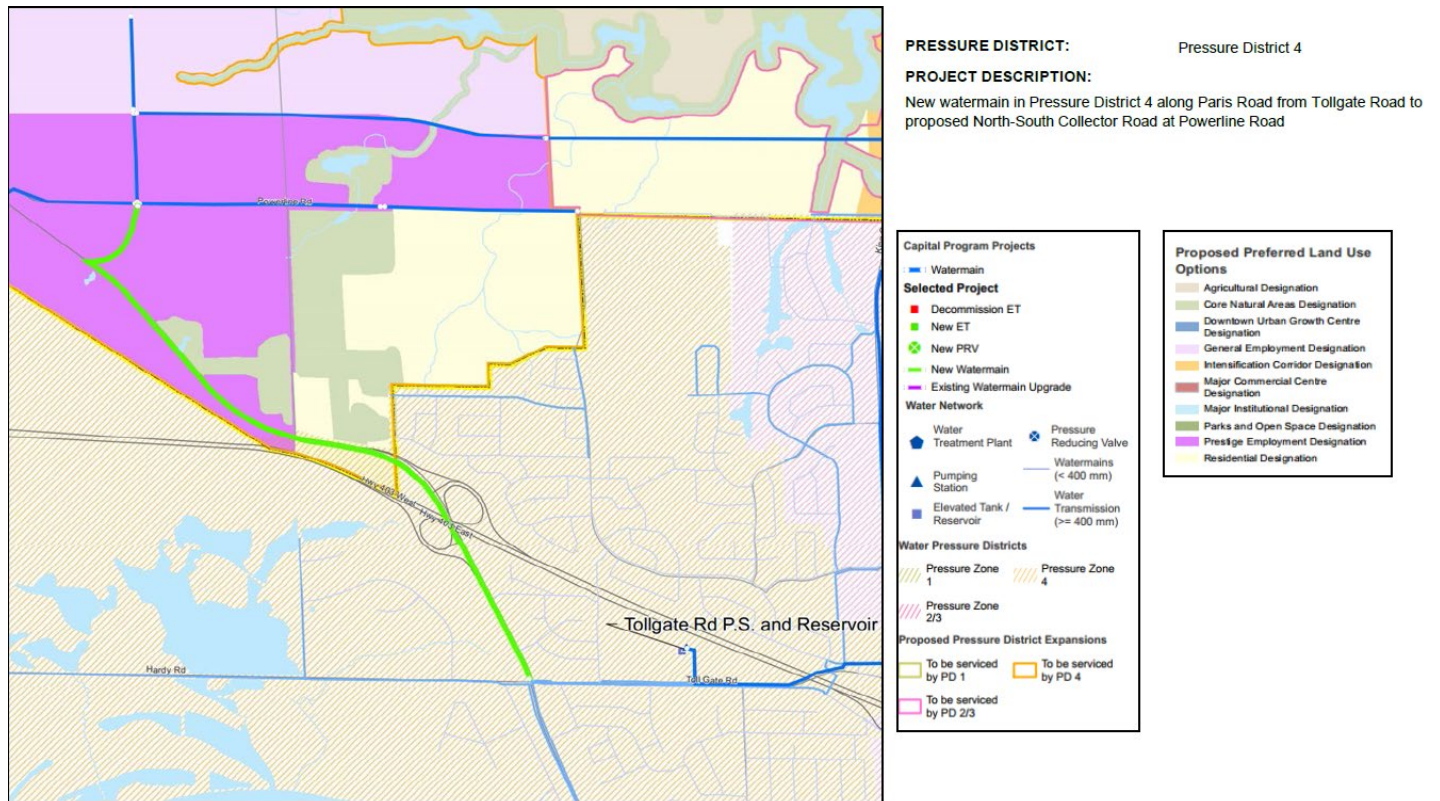 PRESSURE DISTRICT: Pressure District 4
PROJECT DESCRIPTION:
New watermain in Pressure District 4 along Paris Road from Tollgate Road to
proposed North-South Collector Road at Powerline Road
Powerline Rd
Hwy 403 West
Hwy 403 East
Tollgate Rd P.S. and Reservoir
Hardy Rd
Toll Gate Rd
Capital Program Projects
Watermain
Selected Project
Decommission ET
New ET
New PRV
New Watermain
Existing Watermain Upgrade
Water Network
Water
Treatment Plant
Pressure
Reducing Valve
Pumping
Station
Watermains
(< 400 mm)
Elevated Tank /
Reservoir
Water
Transmission
(>= 400 mm)
Water Pressure Districts
Pressure Zone
1
Pressure Zone
4
Pressure Zone
2/3
Proposed Pressure District Expansions
To be serviced
by PD 1
To be serviced
by PD 4
To be serviced
by PD 2/3
Proposed Preferred Land Use
Options
Agricultural Designation
Core Natural Areas Designation
Downtown Urban Growth Centre
Designation
General Employment Designation
Intensification Corridor Designation
Major Commercial Centre
Designation
Major Institutional Designation
Parks and Open Space Designation
Prestige Employment Designation
Residential Designation